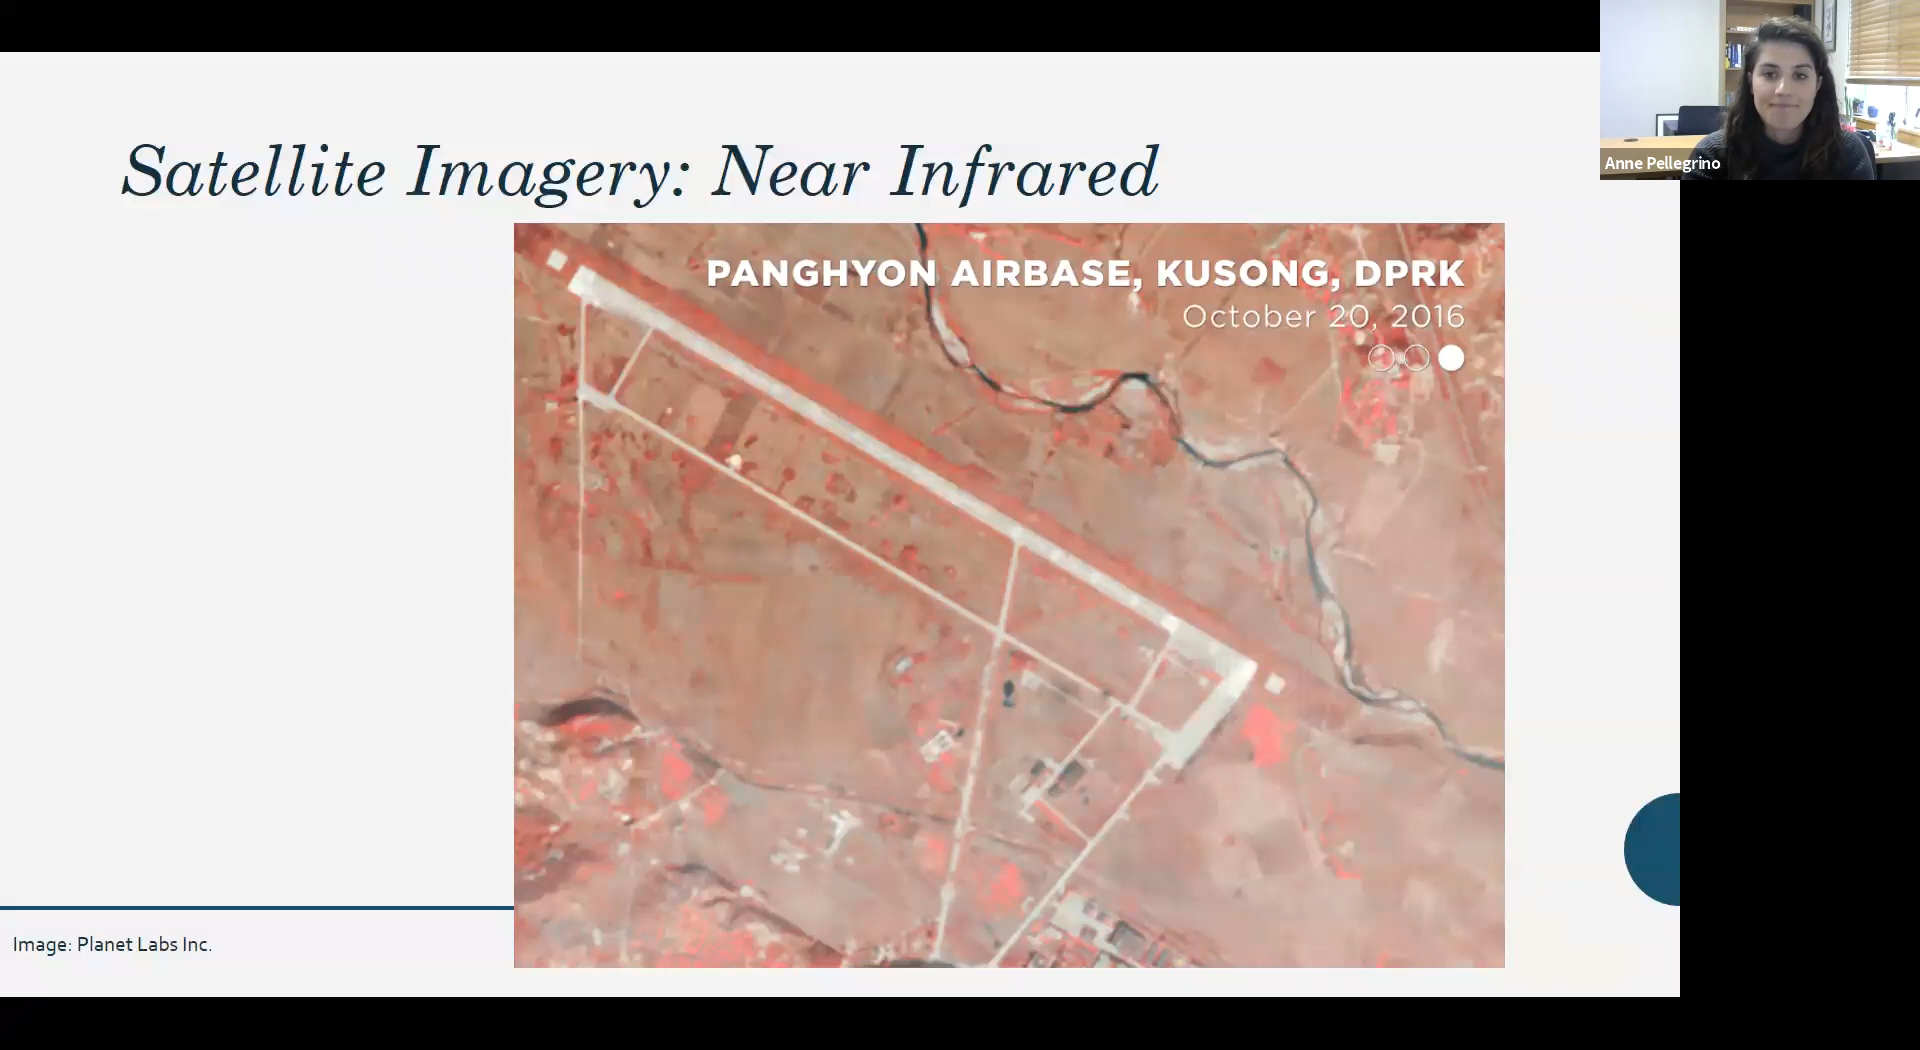 Anne Pellegrino
Satellite Imagery: Near Infrared
PANGHYON AIRBASE, KUSONG, DPRK
October 20, 2016
Image: Planet Labs Inc.